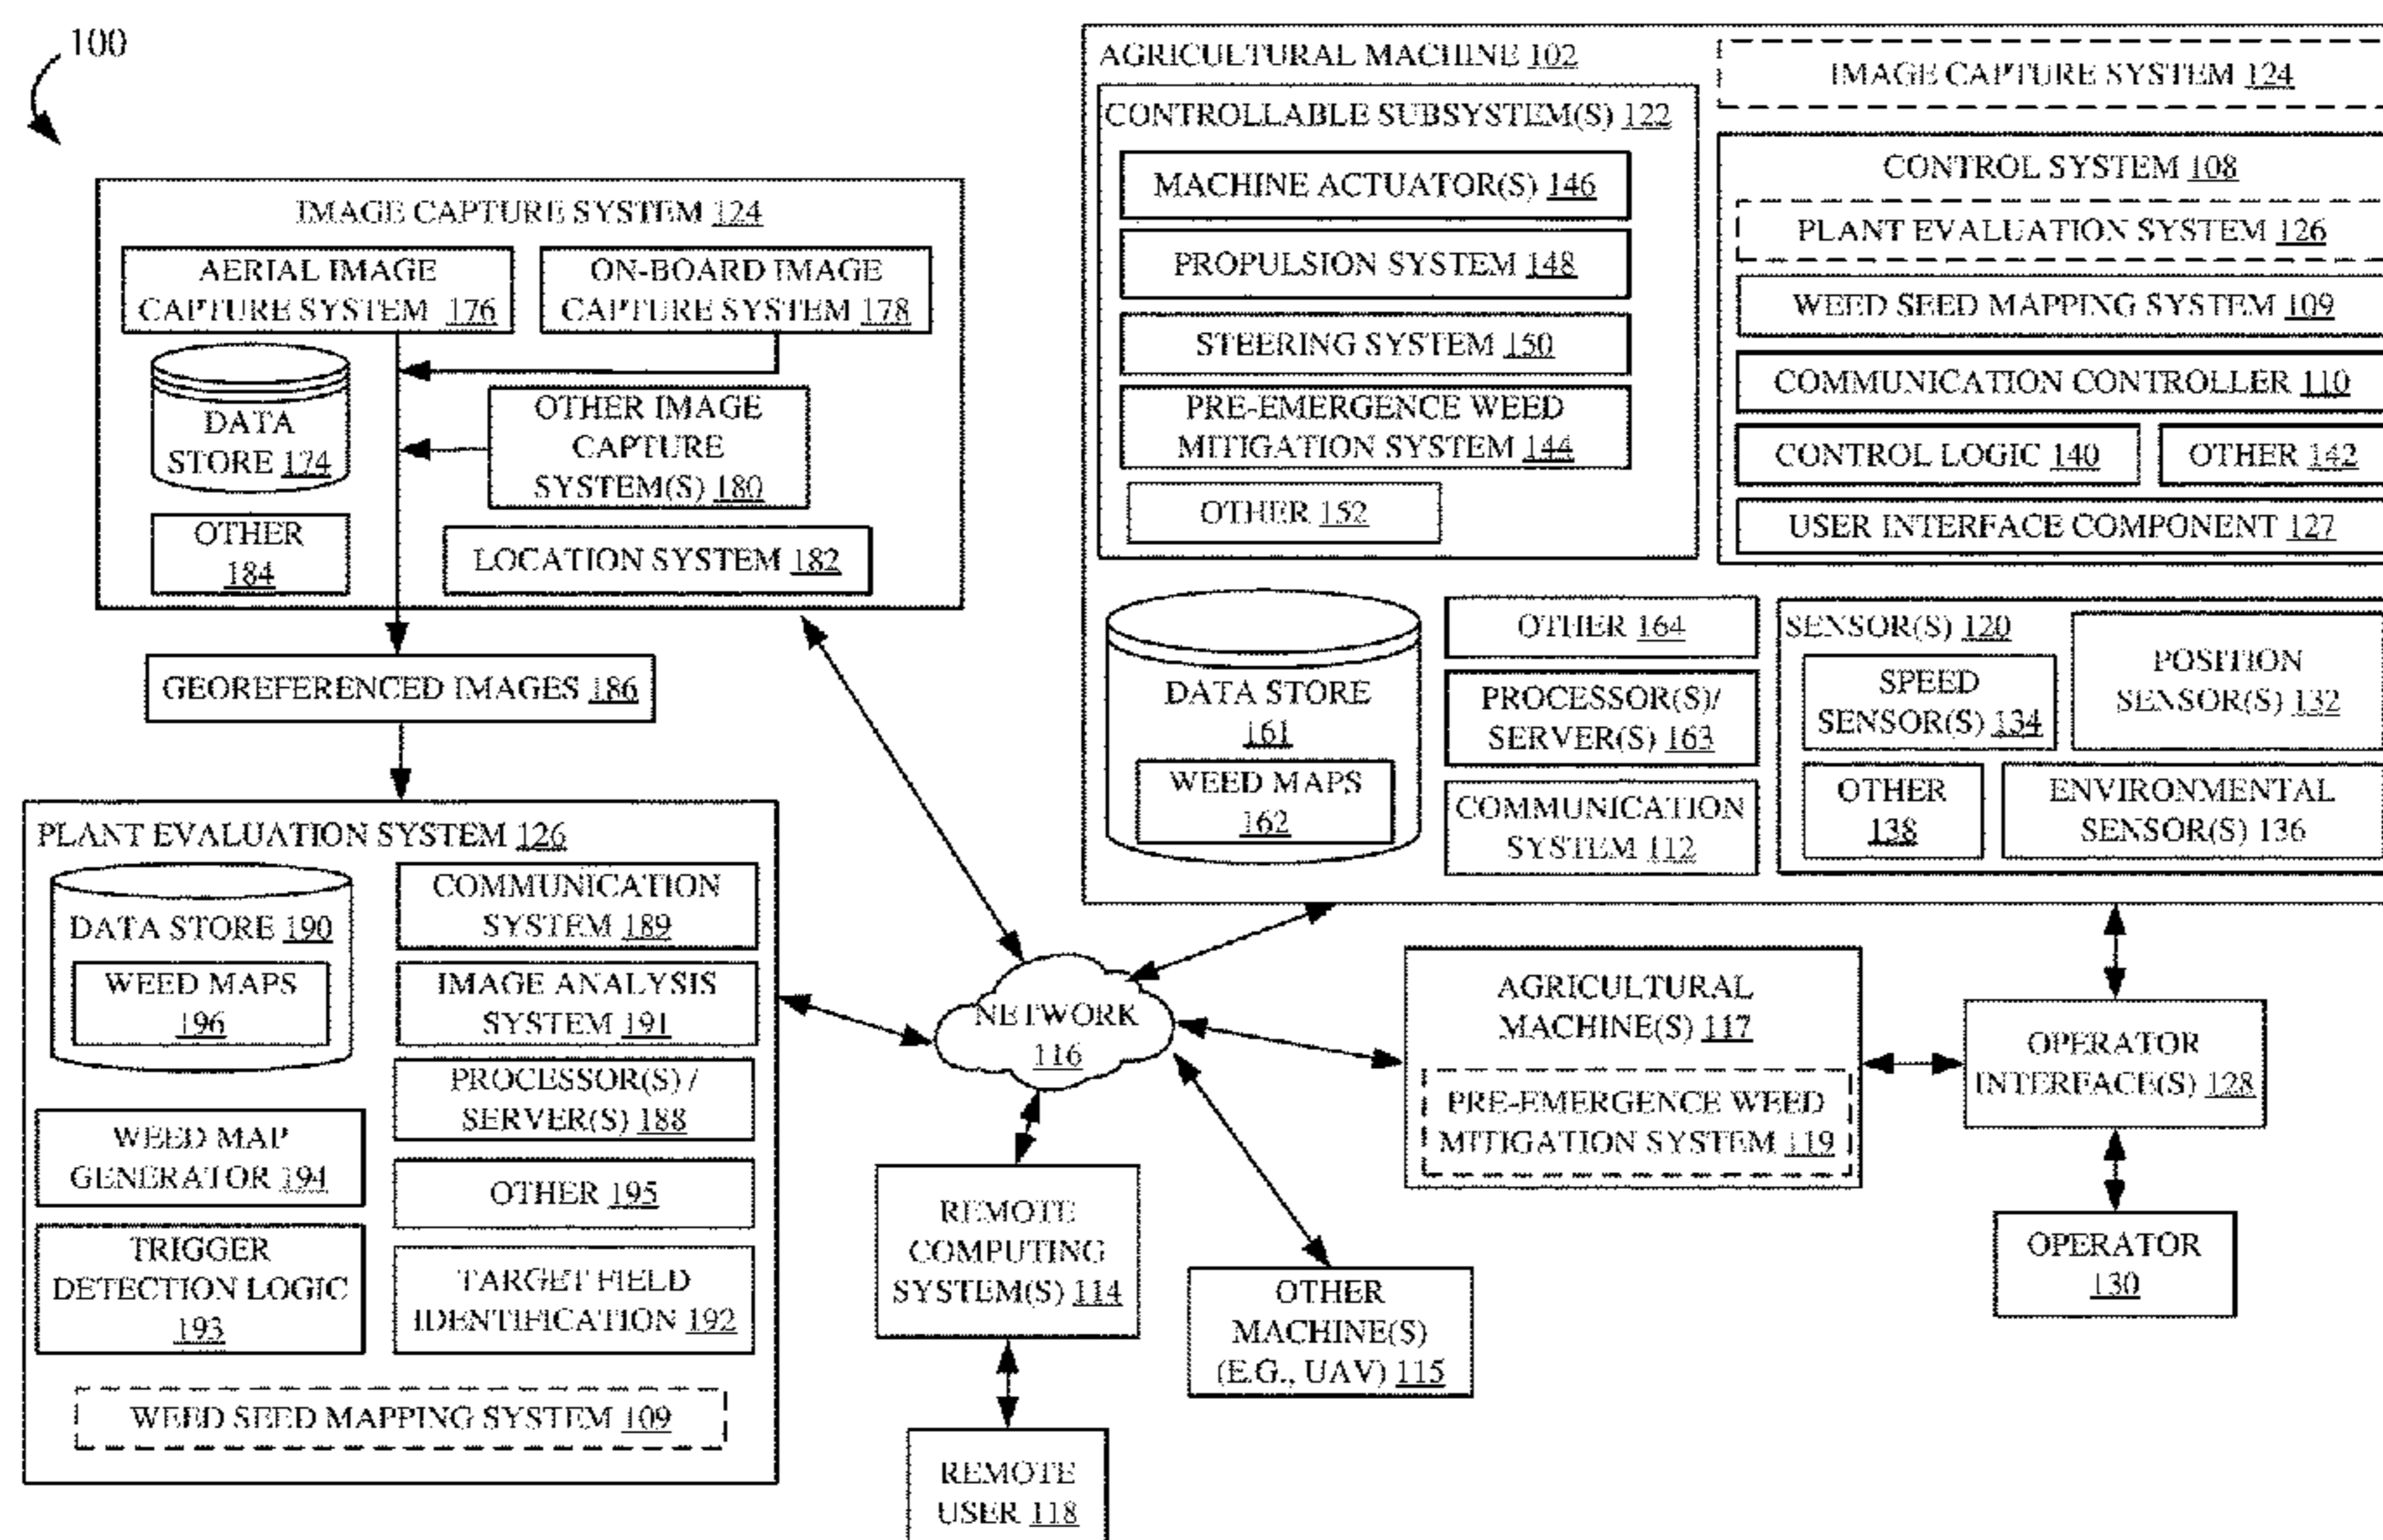 100
IMAGE CAPTURE SYSTEM 124
AERIAL IMAGE
CAPTURE SYSTEM 176
ON-BOARD IMAGE
CAPTURE SYSTEM 178
DATA
STORE 174
OTHER IMAGE
CAPTURE
SYSTEM(S) 180
OTHER
184
LOCATION SYSTEM 182
GEOREFERENCED IMAGES 186
PLANT EVALUATION SYSTEM 126
DATA STORE 190
WEED MAPS
196
COMMUNICATION
SYSTEM 189
IMAGE ANALYSIS
SYSTEM 191
PROCESSOR(S) /
SERVER(S) 188
WEED MAP
GENERATOR 194
OTHER 195
TRIGGER
DETECTION LOGIC
193
TARGET FIELD
IDENTIFICATION 192
WEED SEED MAPPING SYSTEM 109
AGRICULTURAL MACHINE 102
CONTROLLABLE SUBSYSTEM(S) 122
MACHINE ACTUATOR(S) 146
PROPULSION SYSTEM 148
STEERING SYSTEM 150
PRE-EMERGENCE WEED
MITIGATION SYSTEM 144
OTHER 152
IMAGE CAPTURE SYSTEM 124
CONTROL SYSTEM 108
PLANT EVALUATION SYSTEM 126
WEED SEED MAPPING SYSTEM 109
COMMUNICATION CONTROLLER 110
CONTROL LOGIC 140
OTHER 142
USER INTERFACE COMPONENT 127
DATA STORE
161
WEED MAPS
162
OTHER 164
PROCESSOR(S)/
SERVER(S) 163
COMMUNICATION
SYSTEM 112
SENSOR(S) 120
SPEED
SENSOR(S) 134
POSITION
SENSOR(S) 132
OTHER
138
ENVIRONMENTAL
SENSOR(S) 136
NETWORK
116
AGRICULTURAL
MACHINE(S) 117
PRE-EMERGENCE WEED
MITIGATION SYSTEM 119
OPERATOR
INTERFACE(S) 128
OPERATOR
130
REMOTE
COMPUTING
SYSTEM(S) 114
OTHER
MACHINE(S)
(E.G., UAV) 115
REMOTE
USER 118